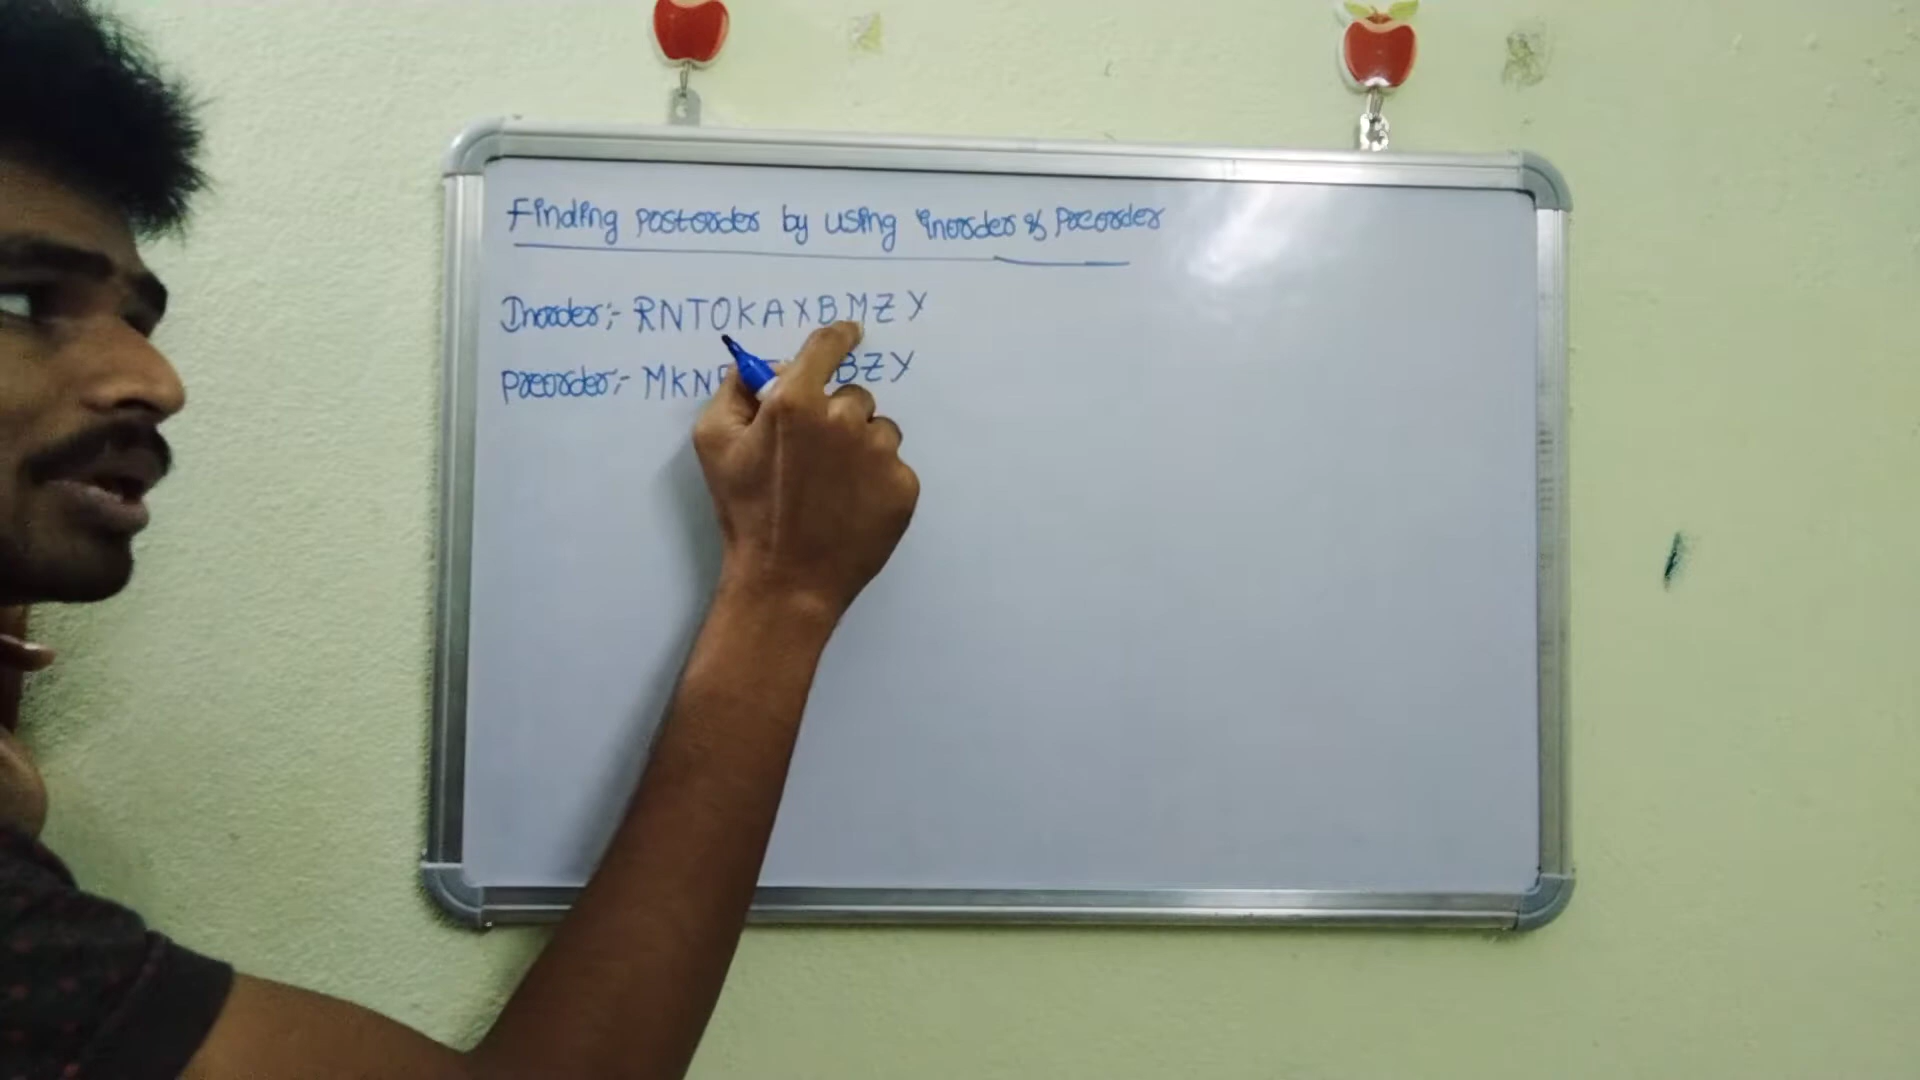 Finding postorder by using inorder & preorder
Inorder:- RNTOKAXBMZY
preorder:- MKN BZY